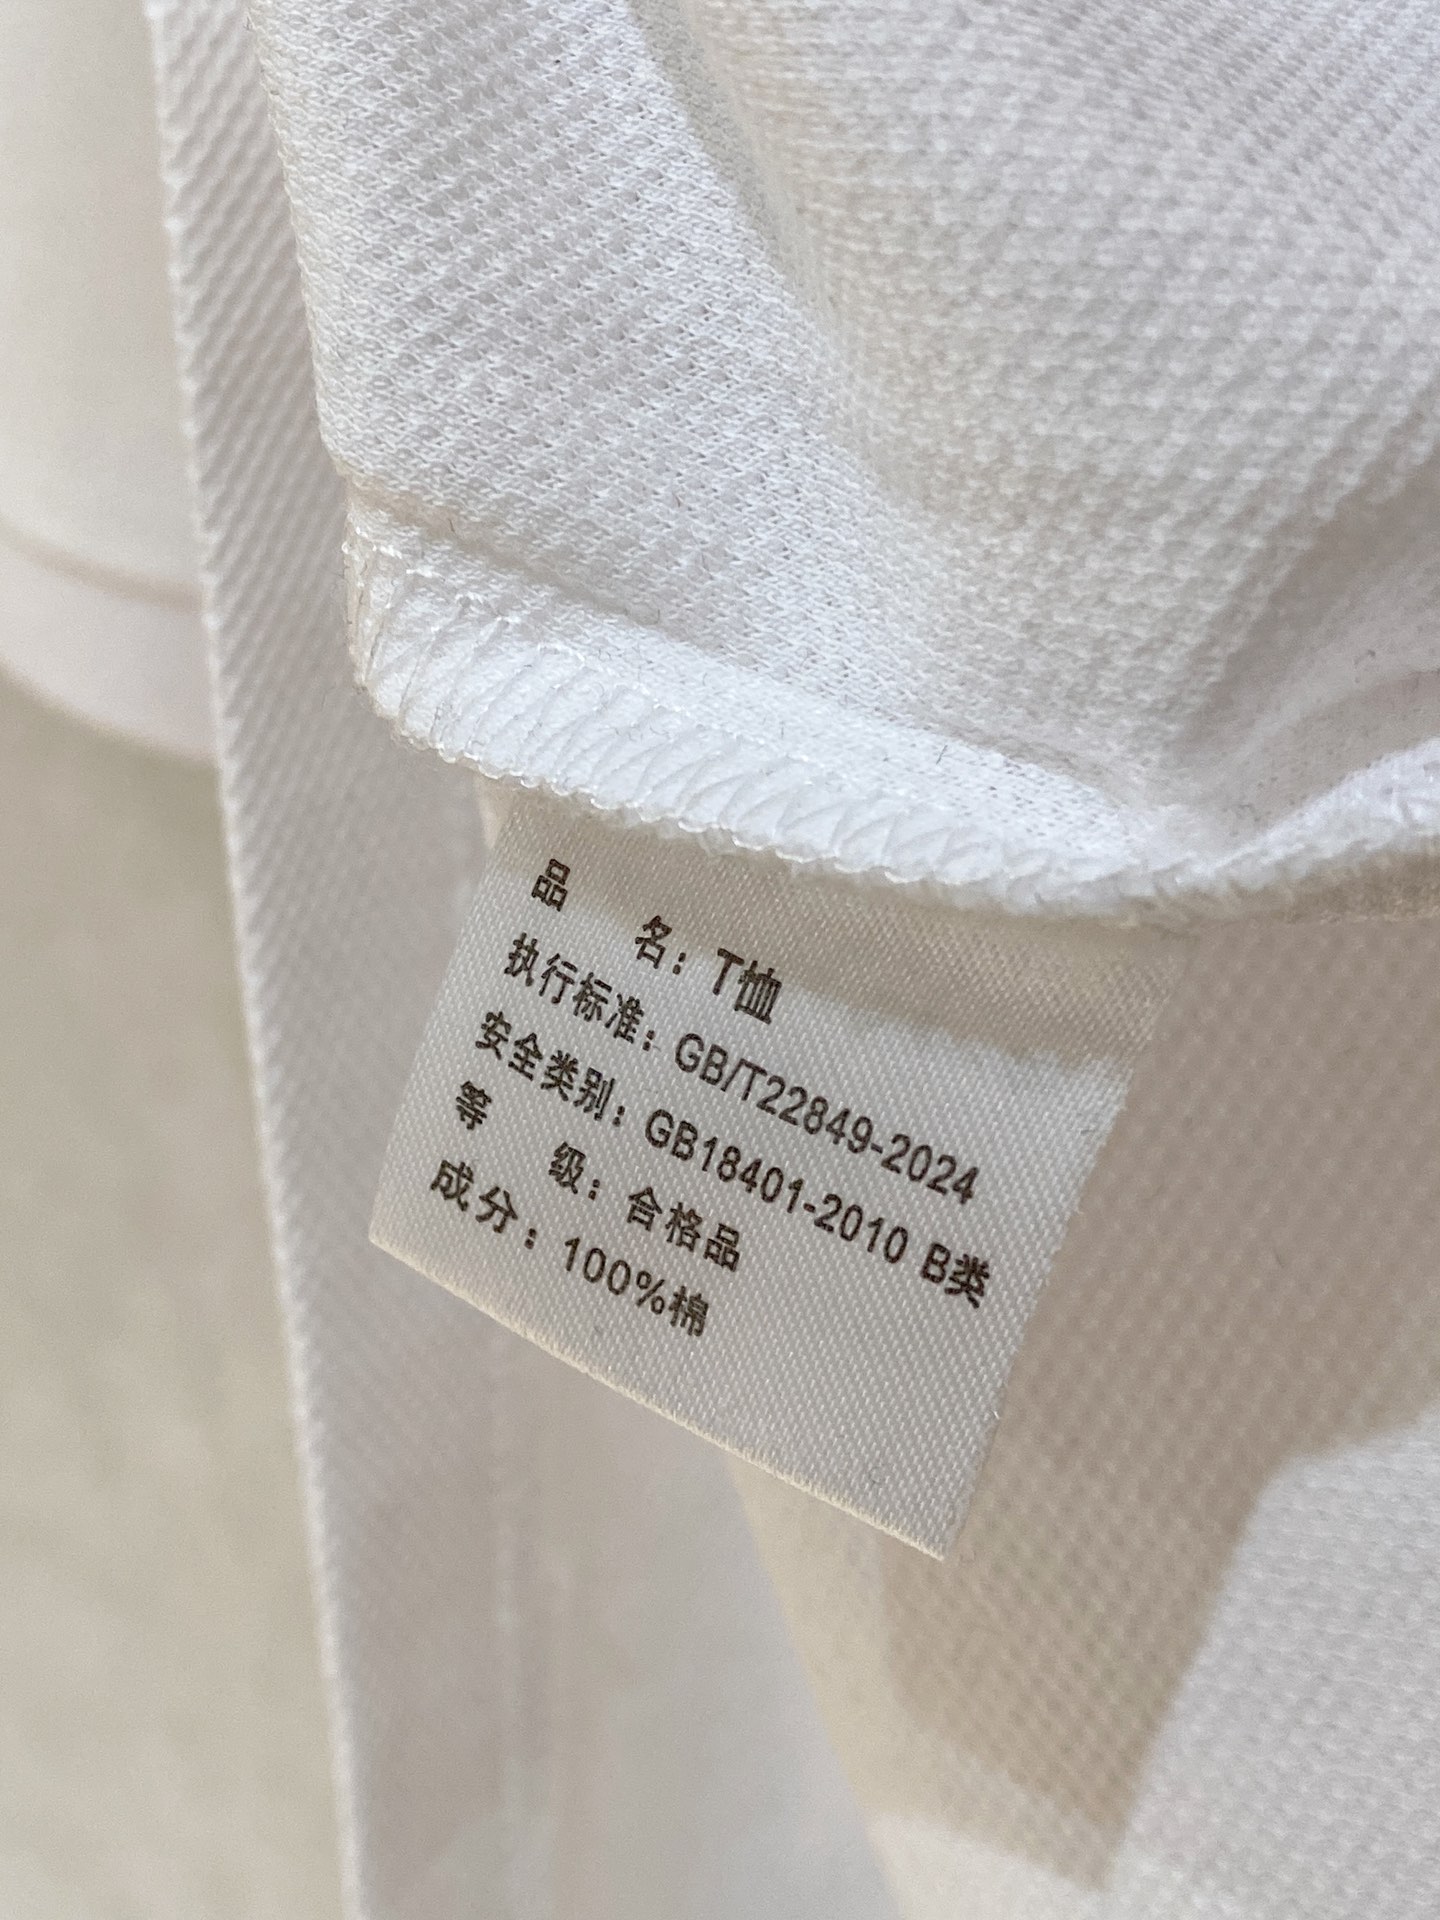 品 名：T恤
执行标准：GB/T22849-2024
安全类别：GB18401-2010 B类
等 级：合格品
成分：100%棉